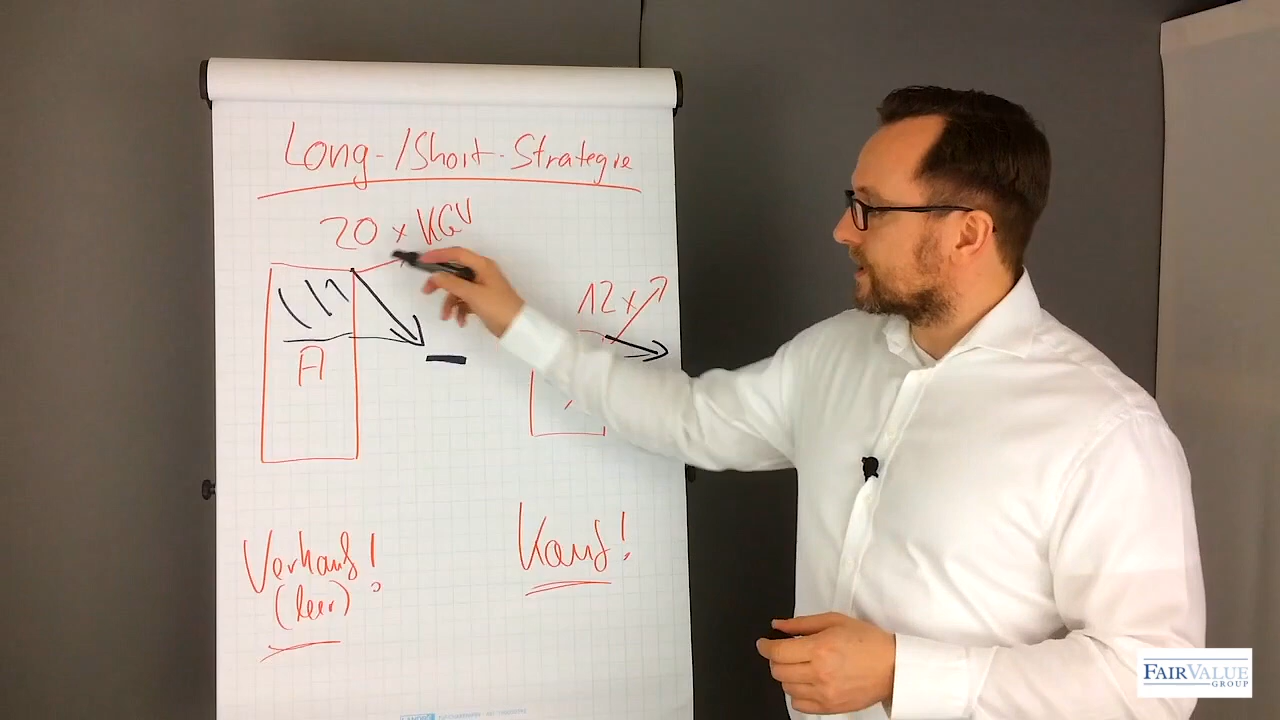 Long-/Short-Strategie
20 x KGV
12 x
A
Verkauf!
(leer)
Kauf!
FAIRVALUE
GROUP